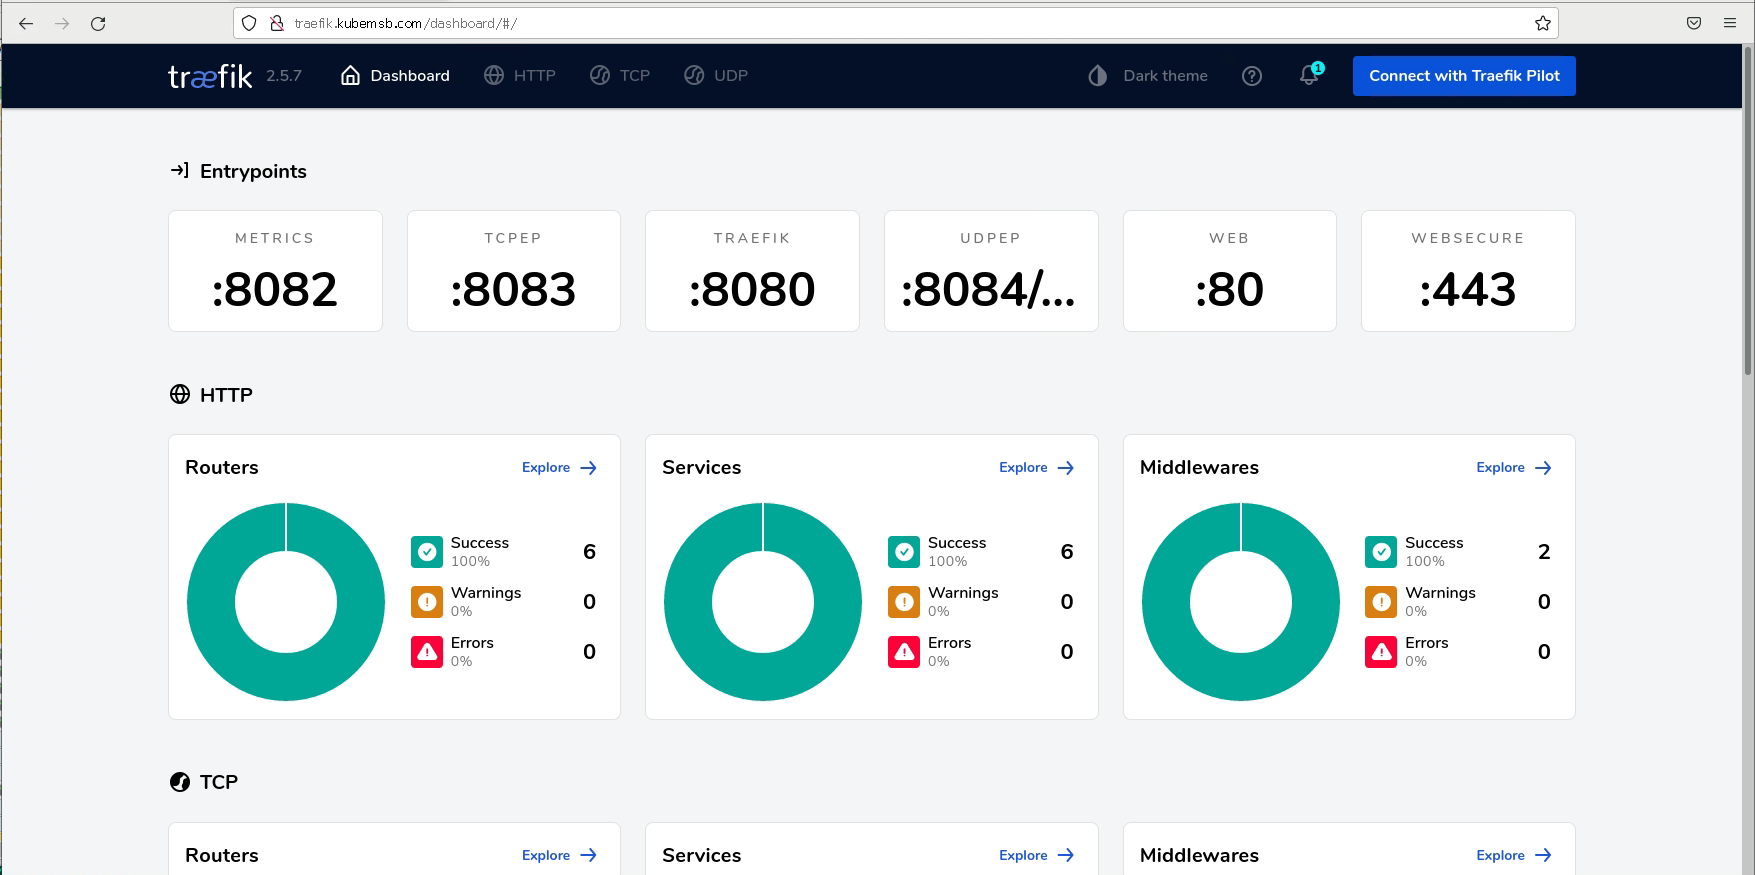 traefik.kubemsb.com/dashboard/#/
træfik 2.5.7 Dashboard HTTP TCP UDP Dark theme 1 Connect with Traefik Pilot
Entrypoints
METRICS TCPEP TRAEFIK UDPEP WEB WEBSECURE
:8082 :8083 :8080 :8084/... :80 :443
HTTP
Routers Explore Services Explore Middlewares Explore
Success 6 Success 6 Success 2
100% 100% 100%
Warnings 0 Warnings 0 Warnings 0
0% 0% 0%
Errors 0 Errors 0 Errors 0
0% 0% 0%
TCP
Routers Explore Services Explore Middlewares Explore